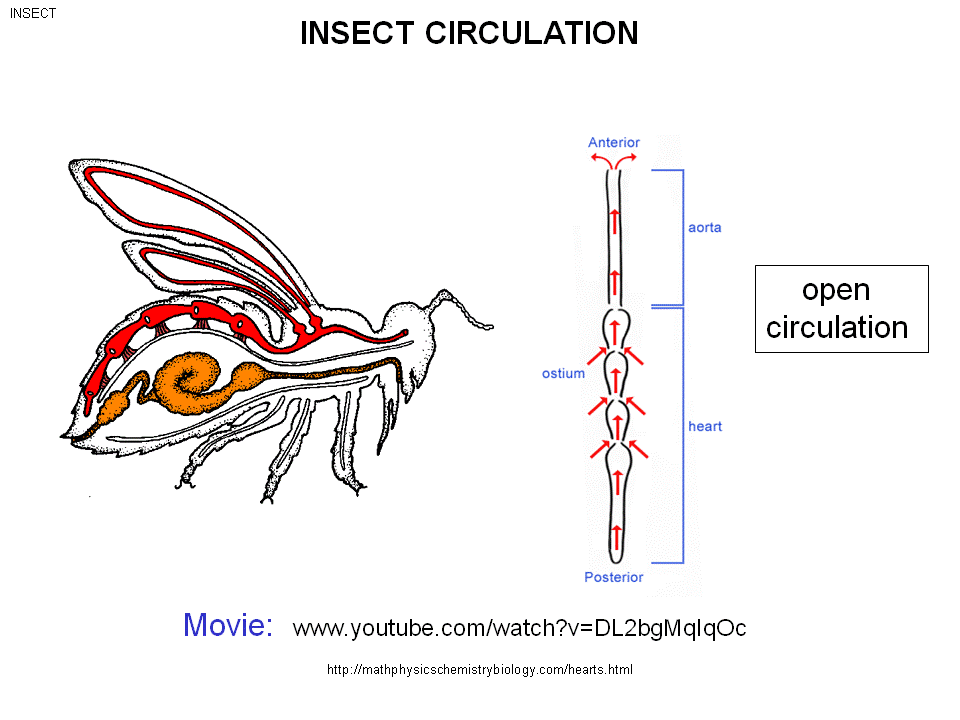 INSECT
INSECT CIRCULATION
Anterior
aorta
open
circulation
ostium
heart
Posterior
Movie: www.youtube.com/watch?v=DL2bgMqIqOc
http://mathphysicschemistrybiology.com/hearts.html